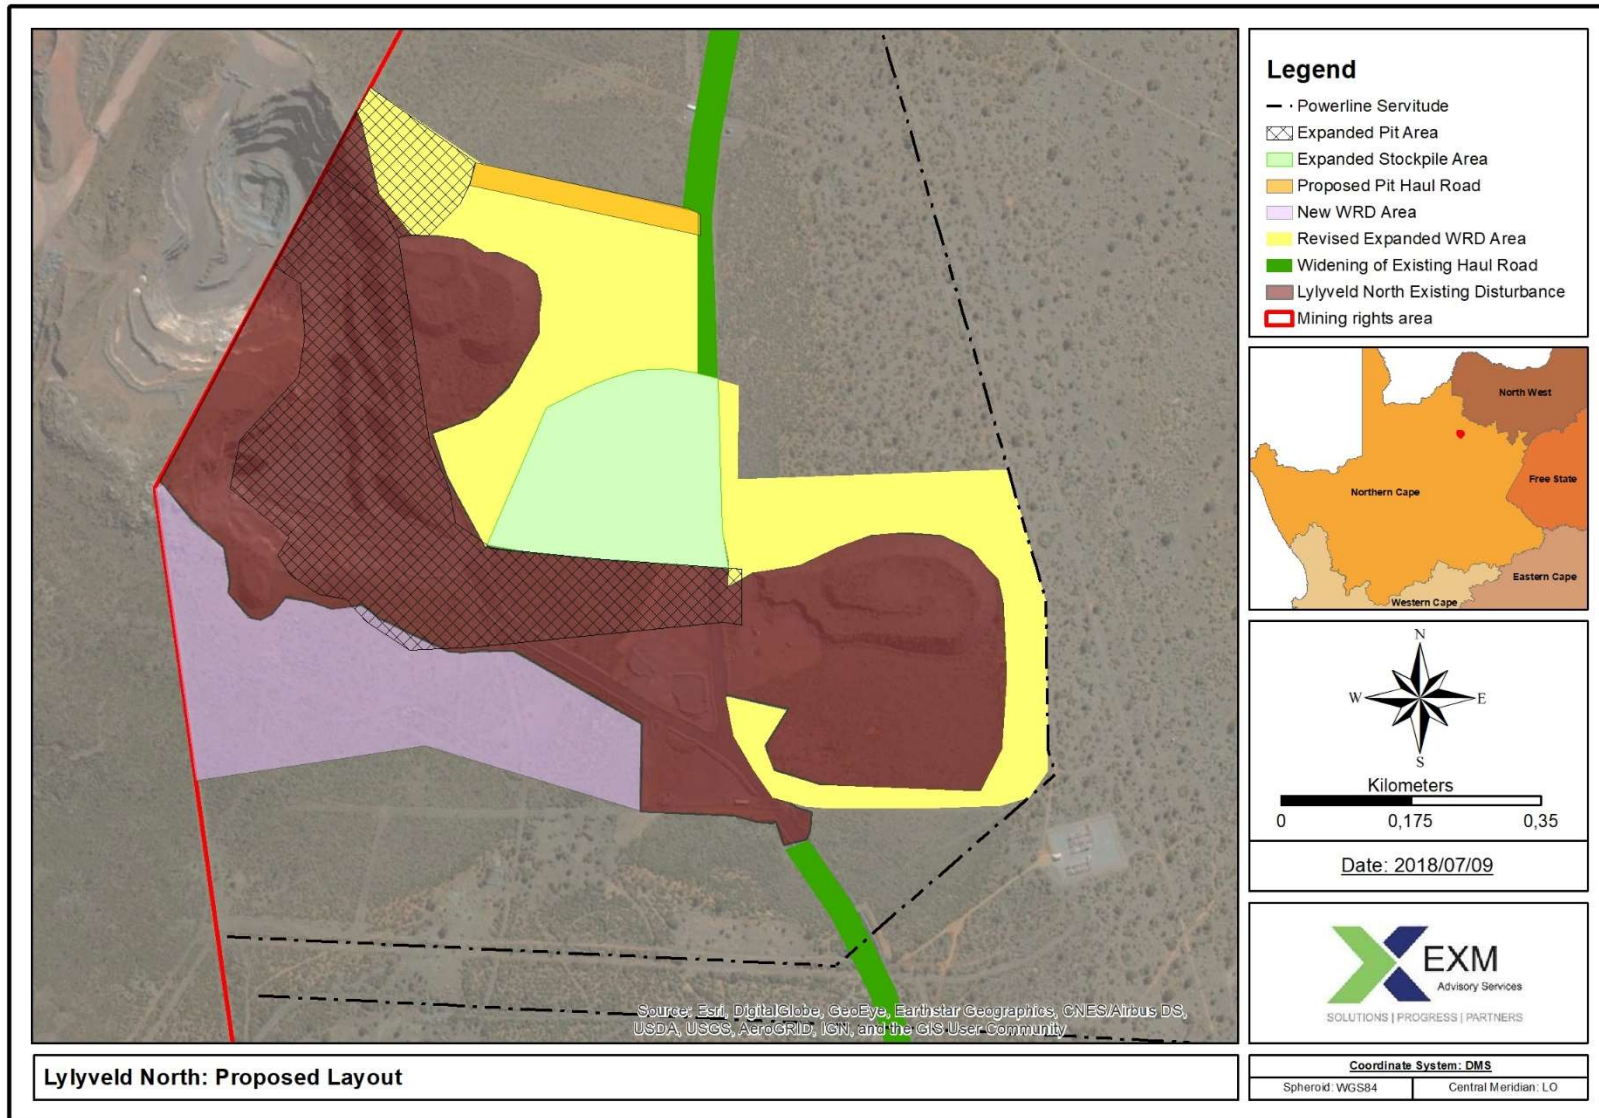 Legend
Powerline Servitude
Expanded Pit Area
Expanded Stockpile Area
Proposed Pit Haul Road
New WRD Area
Revised Expanded WRD Area
Widening of Existing Haul Road
Lylyveld North Existing Disturbance
Mining rights area
North West
Northern Cape
Free State
Eastern Cape
Western Cape
N
W E
S
Kilometers
0 0,175 0,35
Date: 2018/07/09
EXM
Advisory Services
SOLUTIONS | PROGRESS | PARTNERS
Source: Esri, DigitalGlobe, GeoEye, Earthstar Geographics, CNES/Airbus DS,
USDA, USGS, AeroGRID, IGN, and the GIS User Community
Lylyveld North: Proposed Layout
Coordinate System: DMS
Spheroid: WGS84 Central Meridian: LO